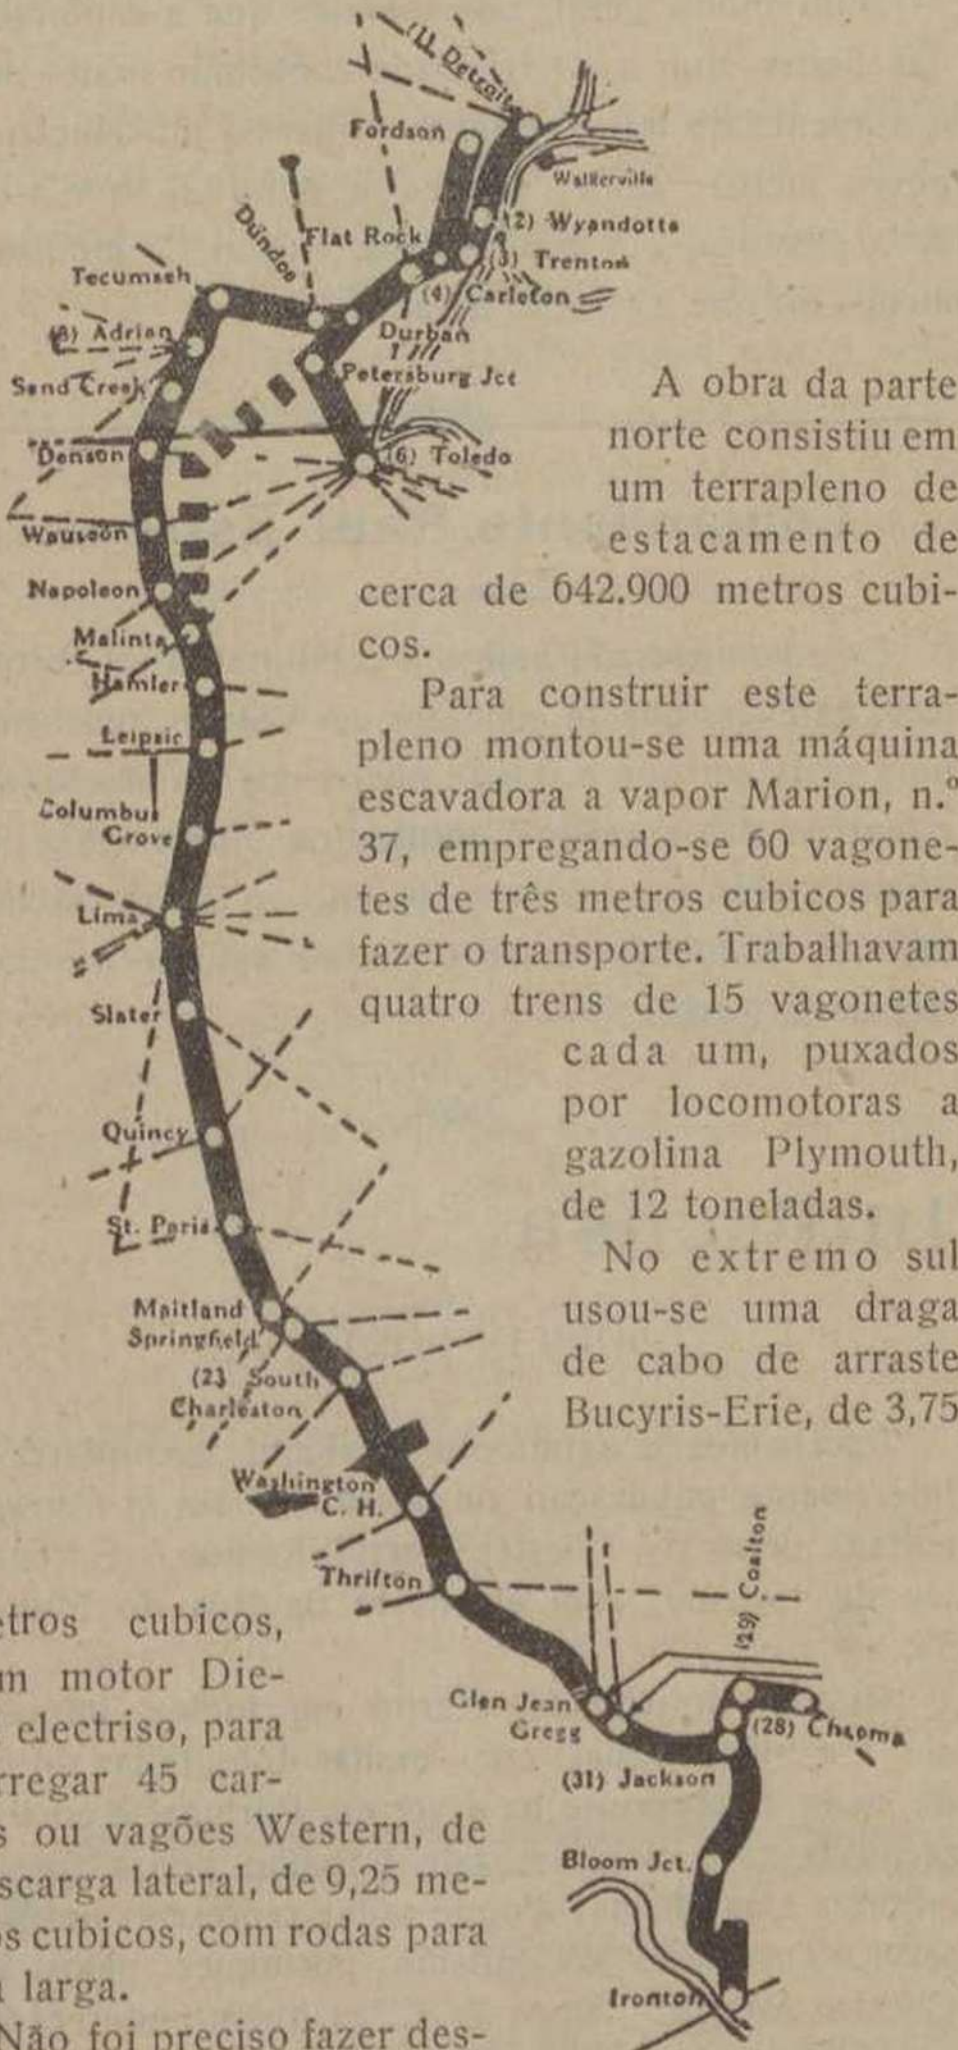 (1) Detroit
Fordson
Walkerville
(2) Wyandotte
Dundos
Flat Rock
(3) Trenton
Tecumseh
(4) Carleton
(8) Adrian
Durban
Sand Creek
Petersburg Jct
Denson
(6) Toledo
Wauseon
Napoleon
Malinta
Hamler
Leipsic
Columbus
Grove
Lima
Slater
Quincy
St. Paris
Maitland
Springfield
(23 South
Charleston
Washington
C. H.
Thrifton
(29) Coalton
Glen Jean
Gregg
(28) Chroma
(31) Jackson
Bloom Jct.
Ironton
A obra da parte
norte consistiu em
um terrapleno de
estacamento de
cerca de 642.900 metros cubi-
cos.
Para construir este terra-
pleno montou-se uma máquina
escavadora a vapor Marion, n.º
37, empregando-se 60 vagone-
tes de três metros cubicos para
fazer o transporte. Trabalhavam
quatro trens de 15 vagonetes
cada um, puxados
por locomotoras a
gazolina Plymouth,
de 12 toneladas.
No extremo sul
usou-se uma draga
de cabo de arraste
Bucyris-Erie, de 3,75
etros cubicos,
m motor Die-
electriso, para
rregar 45 car-
s ou vagões Western, de
scarga lateral, de 9,25 me-
os cubicos, com rodas para
a larga.
Não foi preciso fazer des-